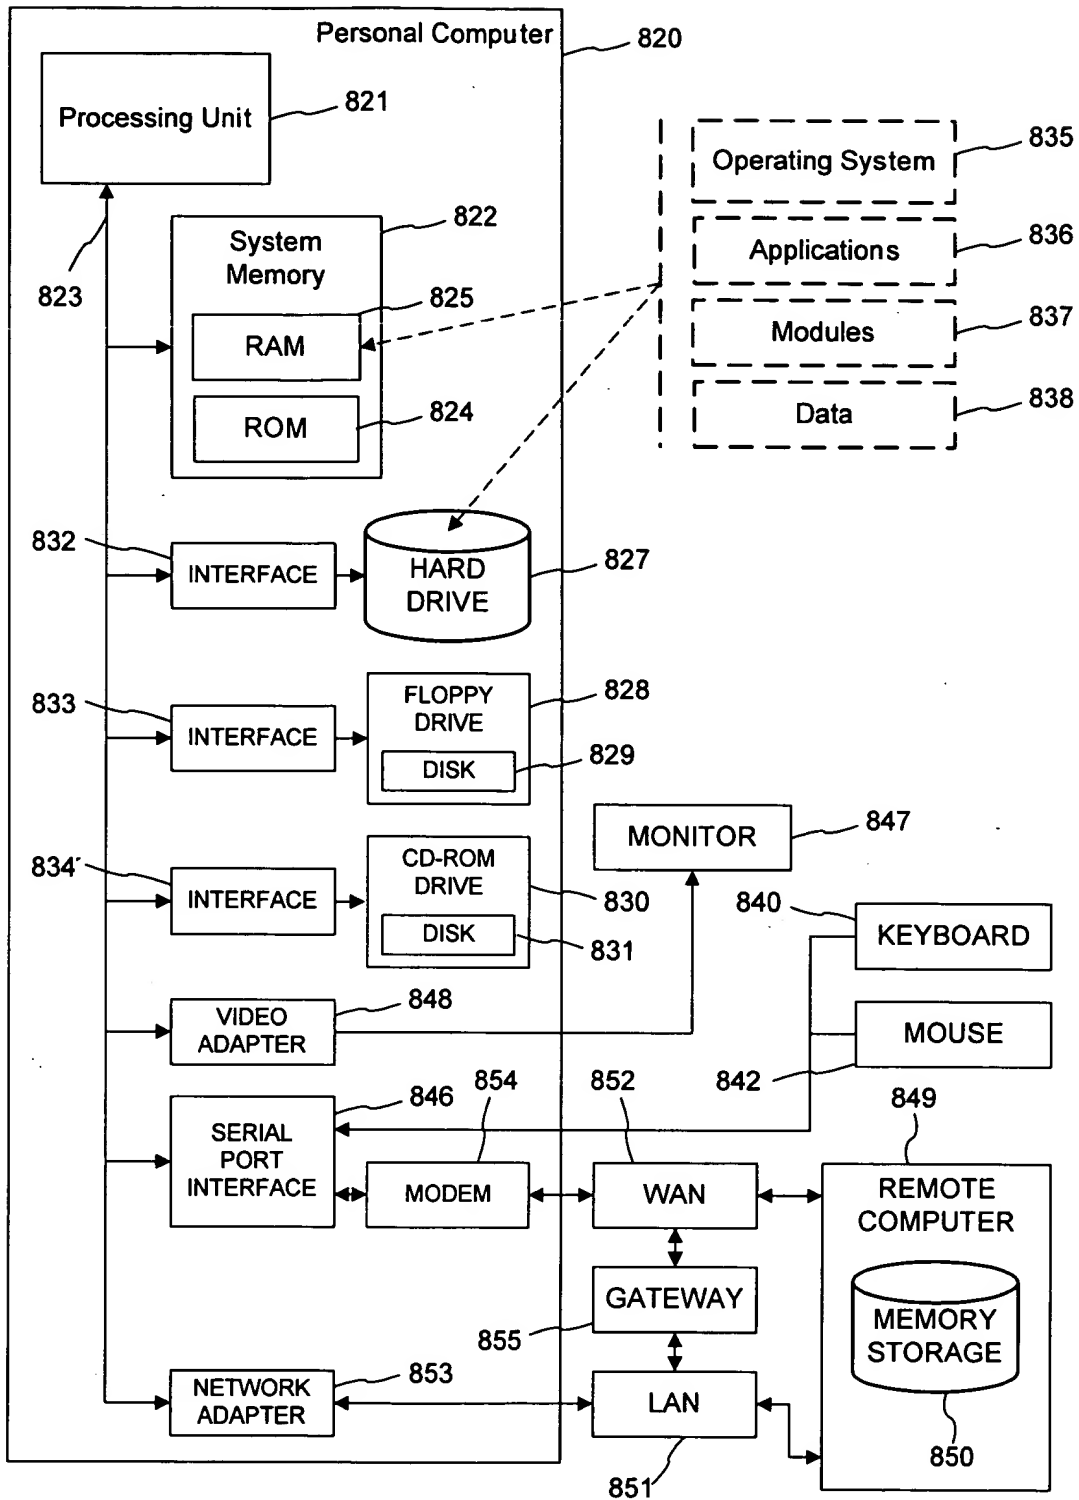 Personal Computer
820
Processing Unit
821
823
System
Memory
822
RAM
825
ROM
824
Operating System
835
Applications
836
Modules
837
Data
838
832
INTERFACE
HARD
DRIVE
827
833
INTERFACE
FLOPPY
DRIVE
828
DISK
829
834
INTERFACE
CD-ROM
DRIVE
830
DISK
831
MONITOR
847
840
KEYBOARD
MOUSE
842
VIDEO
ADAPTER
848
846
SERIAL
PORT
INTERFACE
854
MODEM
852
WAN
849
REMOTE
COMPUTER
GATEWAY
855
MEMORY
STORAGE
850
NETWORK
ADAPTER
853
LAN
851